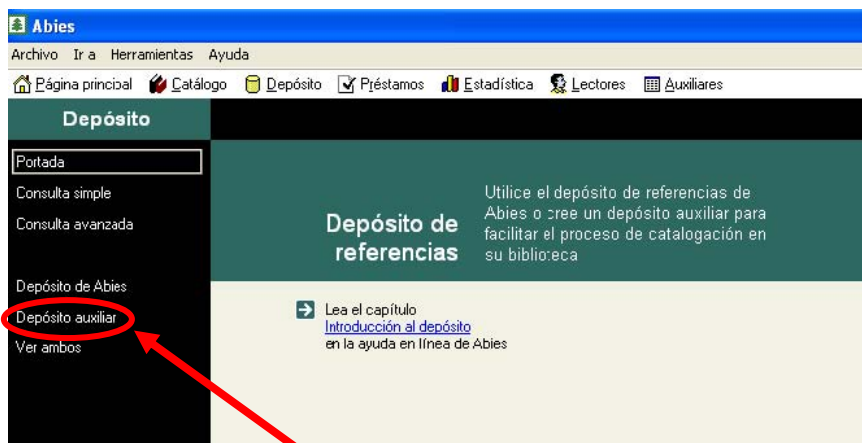 Abies
Archivo Ir a Herramientas Ayuda
Página principal Catálogo Depósito Préstamos Estadística Lectores Auxiliares
Depósito
Portada
Consulta simple
Consulta avanzada
Depósito de Abies
Depósito auxiliar
Ver ambos
Depósito de
referencias
Utilice el depósito de referencias de
Abies o cree un depósito auxiliar para
facilitar el proceso de catalogación en
su biblioteca
Lea el capítulo
Introducción al depósito
en la ayuda en línea de Abies